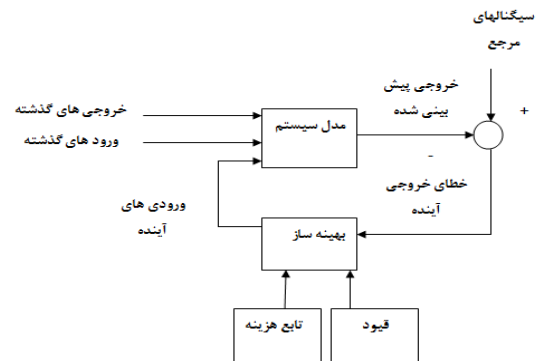 سیگنالهای
مرجع
خروجی پیش
بینی شده
+
خروجی های گذشته
مدل سیستم
ورود های گذشته
-
خطای خروجی
آینده
ورودی های
آینده
بهینه ساز
تابع هزینه
قیود